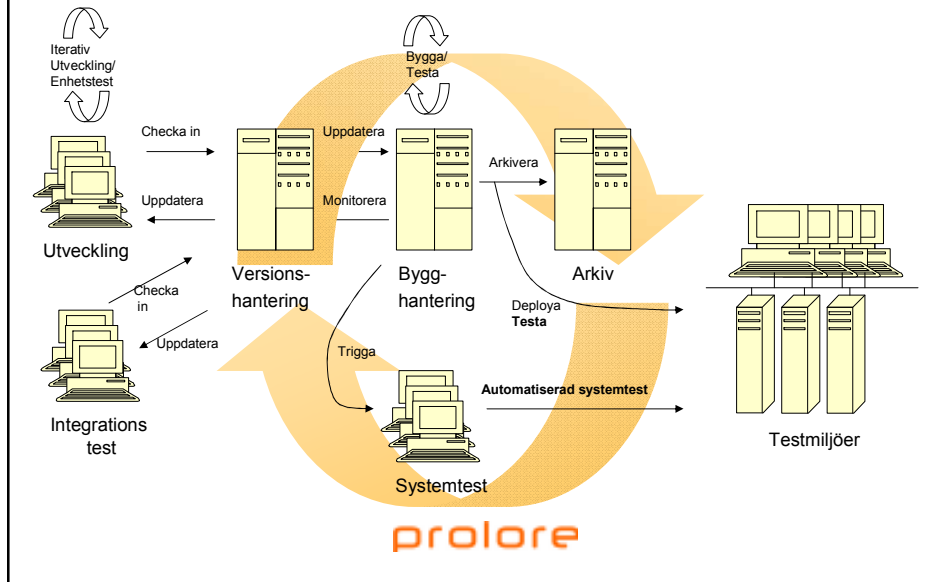 Iterativ
Utveckling/
Enhetstest
Bygga/
Testa
Checka in
Uppdatera
Arkivera
Uppdatera
Monitorera
Utveckling
Versions-
hantering
Bygg-
hantering
Arkiv
Checka
in
Uppdatera
Deploya
Testa
Trigga
Automatiserad systemtest
Integrations
test
Systemtest
Testmiljöer
prolore